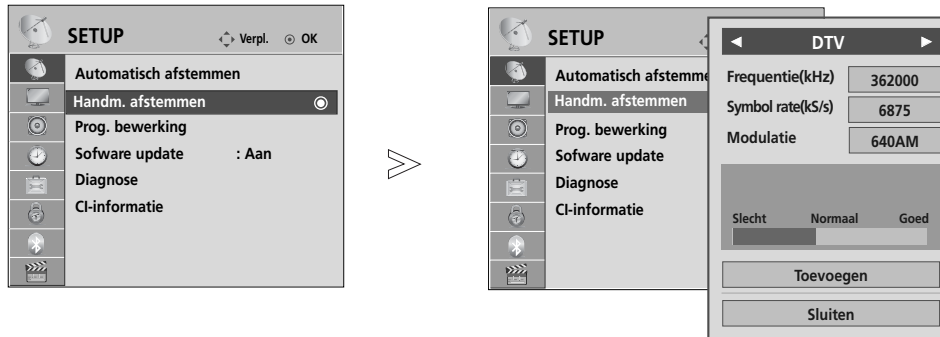 SETUP Verpl. OK
Automatisch afstemmen
Handm. afstemmen
Prog. bewerking
Sofware update : Aan
Diagnose
CI-informatie
SETUP
Automatisch afstemme
Handm. afstemmen
Prog. bewerking
Sofware update
Diagnose
CI-informatie
DTV
Frequentie(kHz) 362000
Symbol rate(kS/s) 6875
Modulatie 640AM
Slecht Normaal Goed
Toevoegen
Sluiten